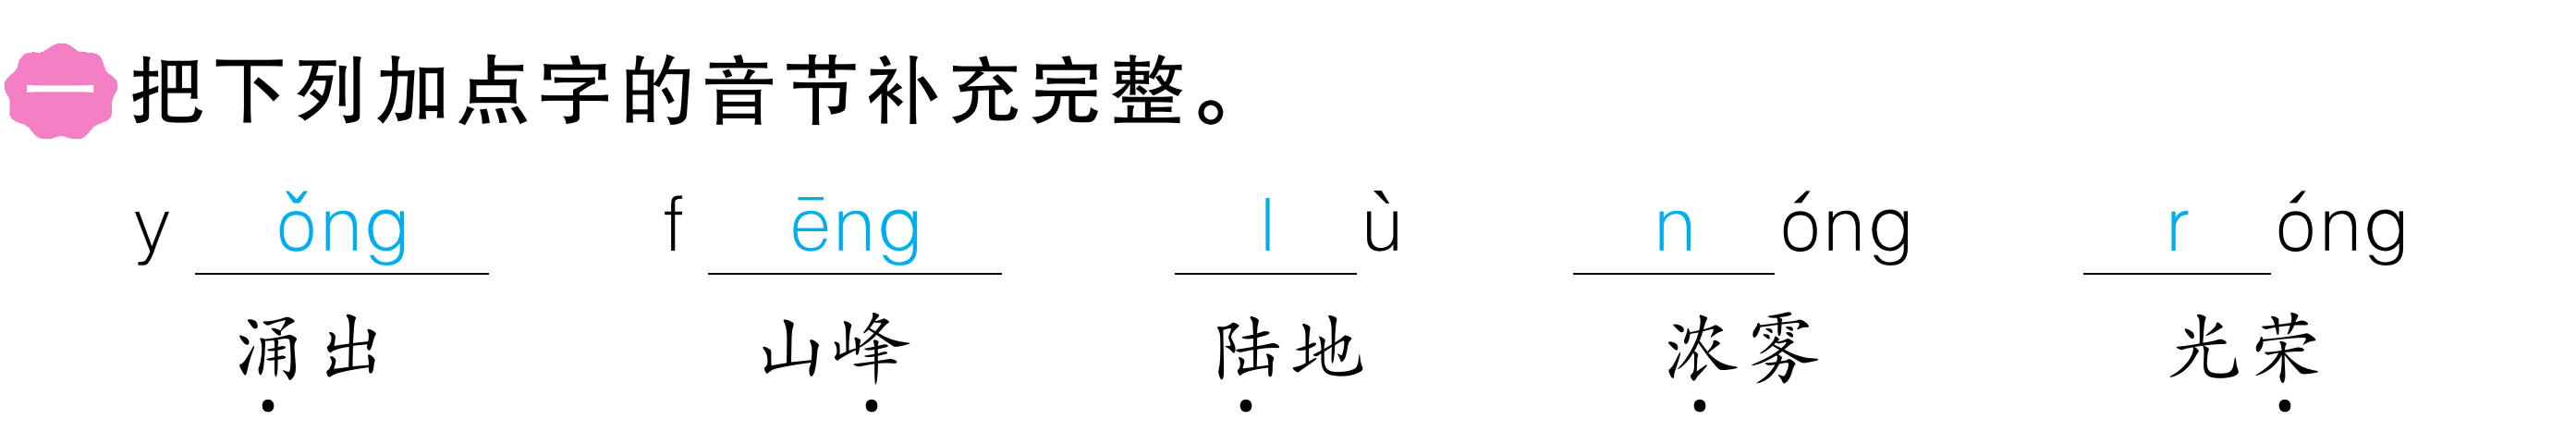 一 把下列加点字的音节补充完整。
y ǒng f ēng l ù n óng r óng
涌出 山峰 陆地 浓雾 光荣